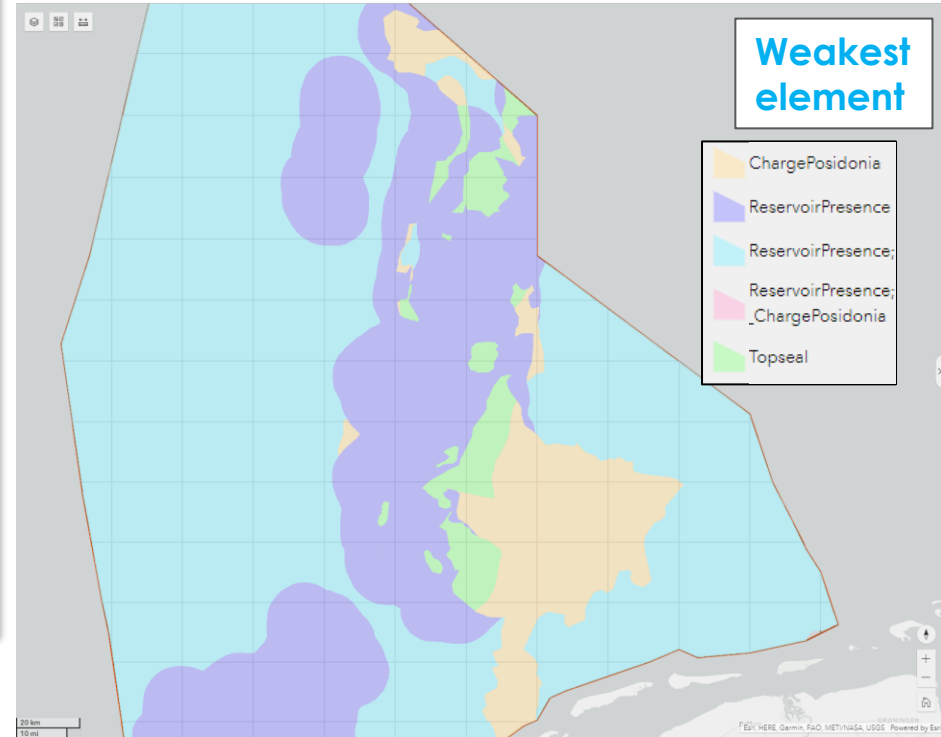 Weakest
element
ChargePosidonia
ReservoirPresence
ReservoirPresence;
ReservoirPresence;
_ChargePosidonia
Topseal
20 km
10 mi
GRONINGEN
Esri, HERE, Garmin, FAO, METI/NASA, USGS Powered by Esri